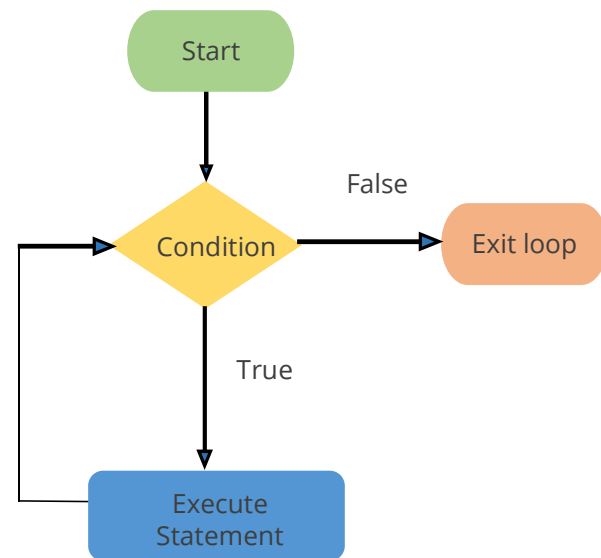 Start
False
Condition
Exit loop
True
Execute
Statement